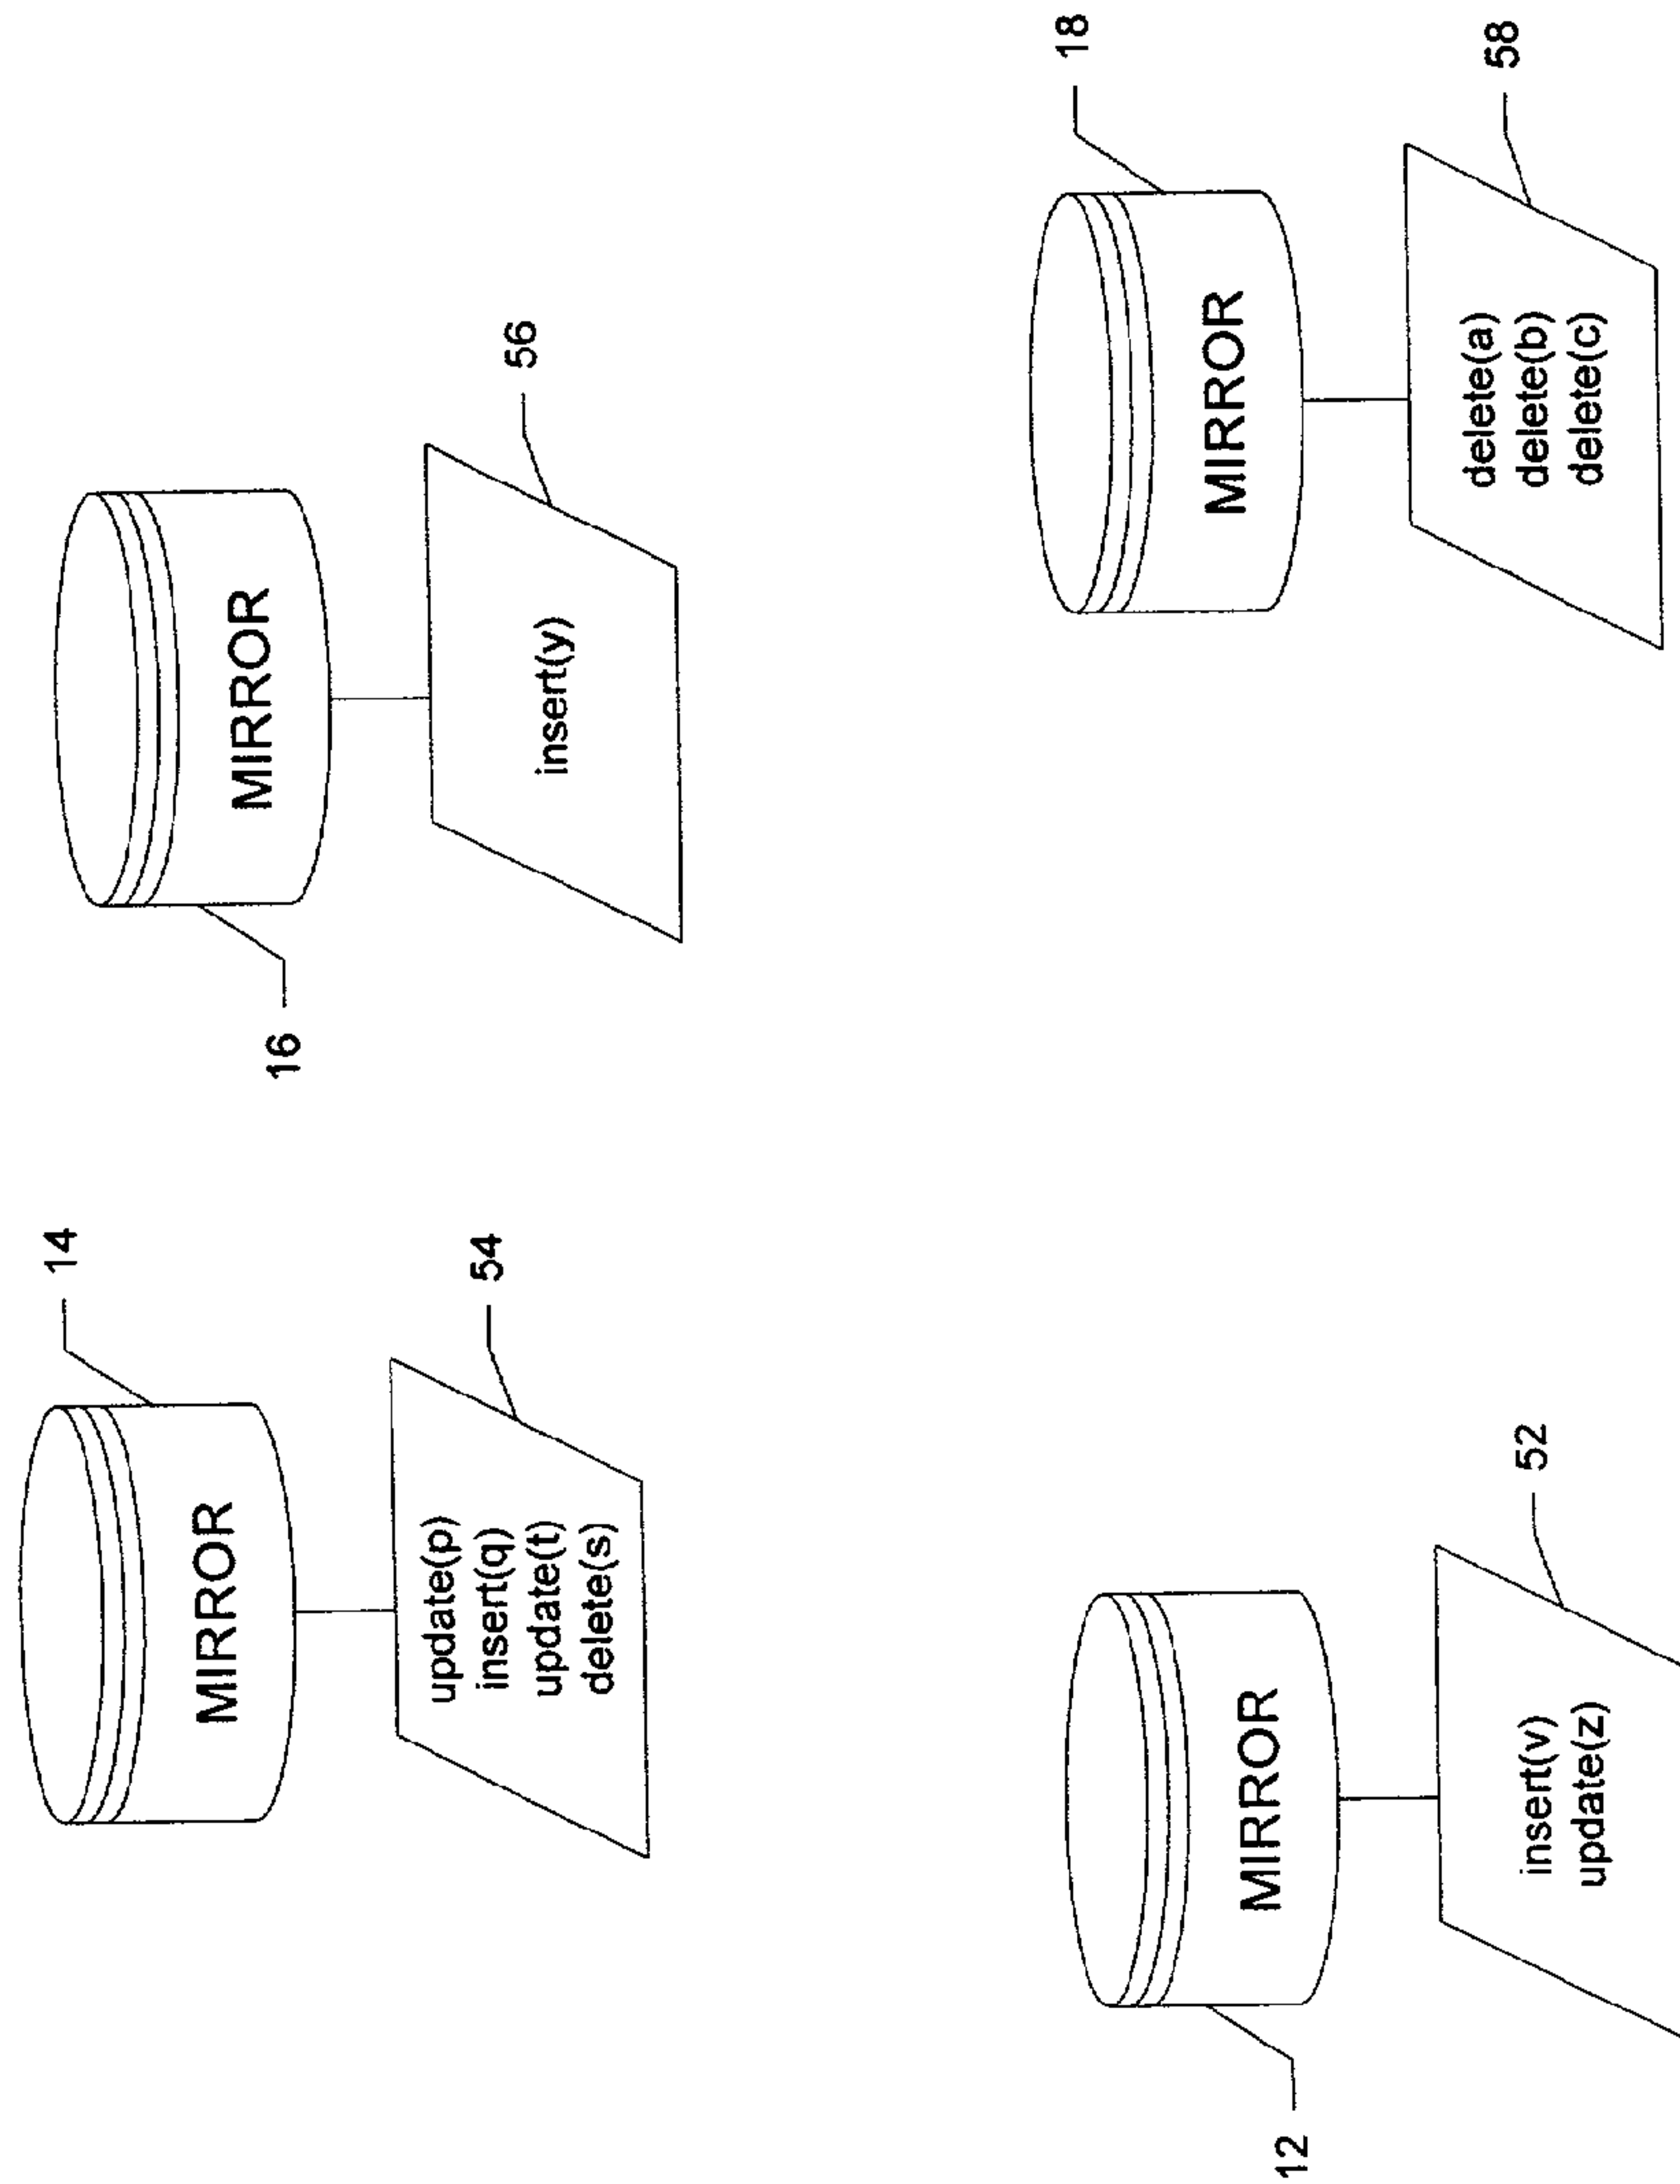 14
MIRROR
54
update(p)
insert(q)
update(t)
delete(s)
16
MIRROR
56
insert(y)
12
MIRROR
52
insert(v)
update(z)
18
MIRROR
58
delete(a)
delete(b)
delete(c)